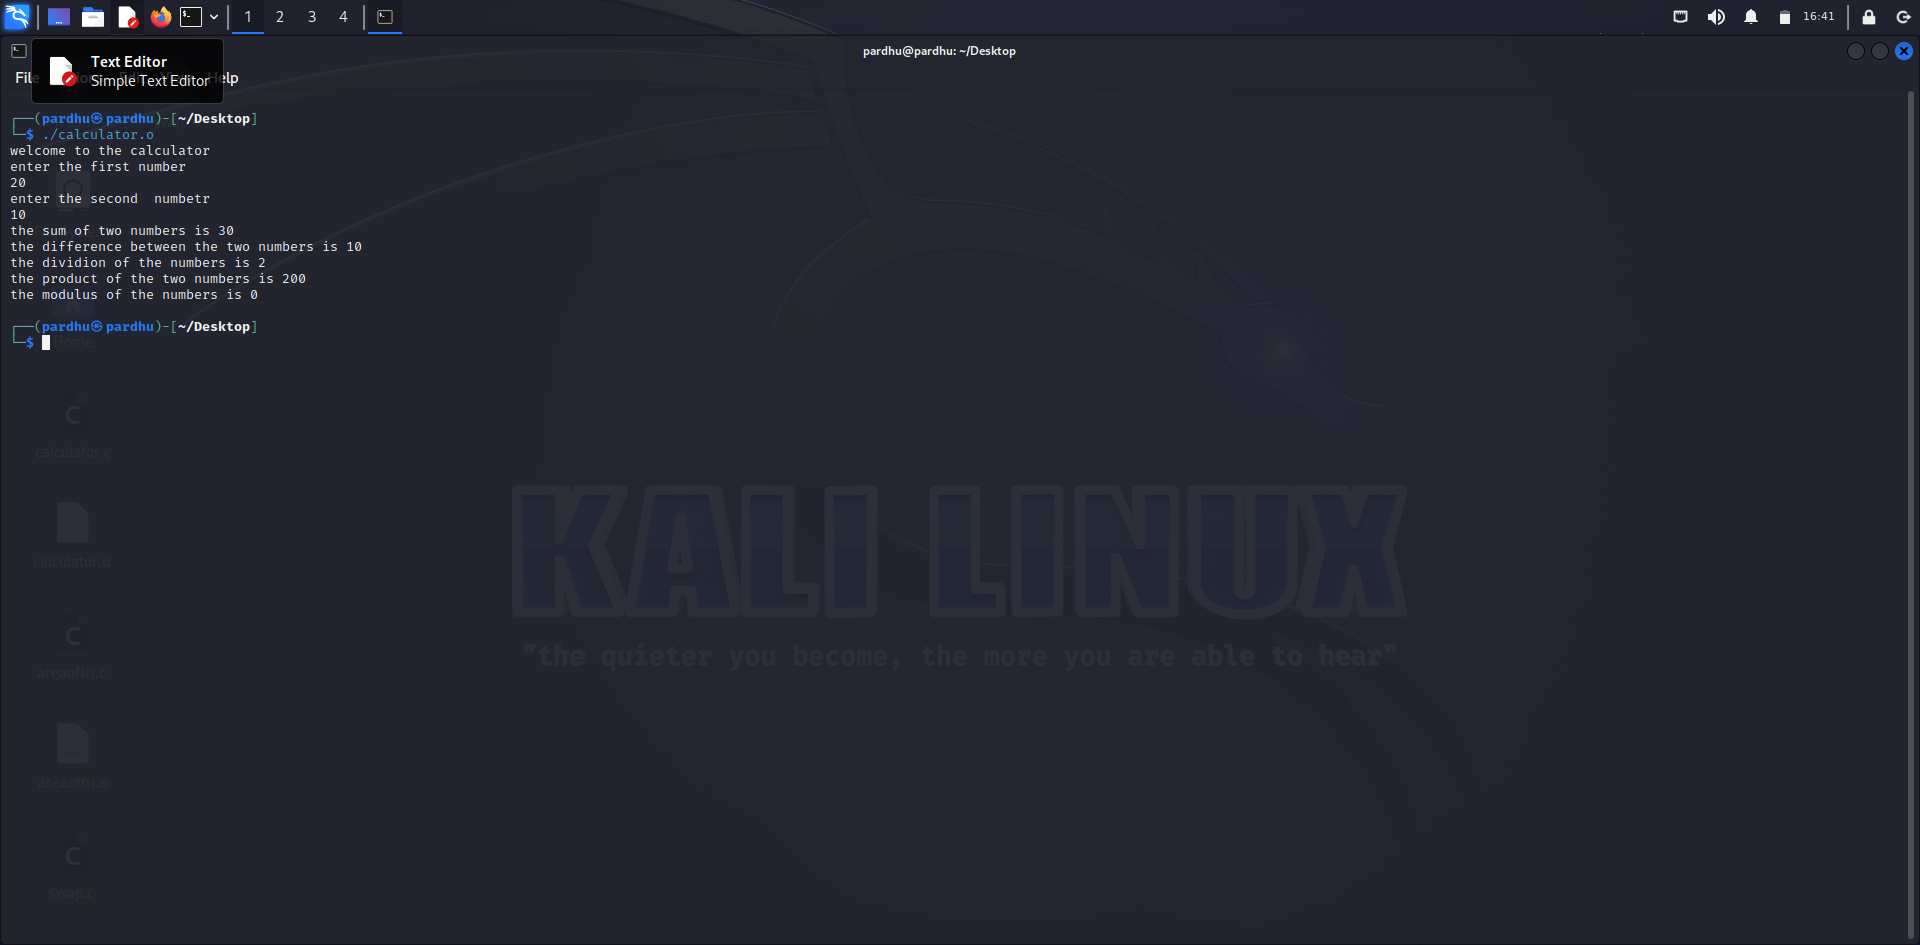 1 2 3 4 16:41
pardhu@pardhu: ~/Desktop
Text Editor
Simple Text Editor
File Help
(pardhu㉿pardhu)-[~/Desktop]
$ ./calculator.o
welcome to the calculator
enter the first number
20
enter the second  numbetr
10
the sum of two numbers is 30
the difference between the two numbers is 10
the dividion of the numbers is 2
the product of the two numbers is 200
the modulus of the numbers is 0
(pardhu㉿pardhu)-[~/Desktop]
$
Home
C
calculator.c
calculator.o
C
areaoftri.c
areaoftri.o
C
swap.c
KALI LINUX
"the quieter you become, the more you are able to hear"